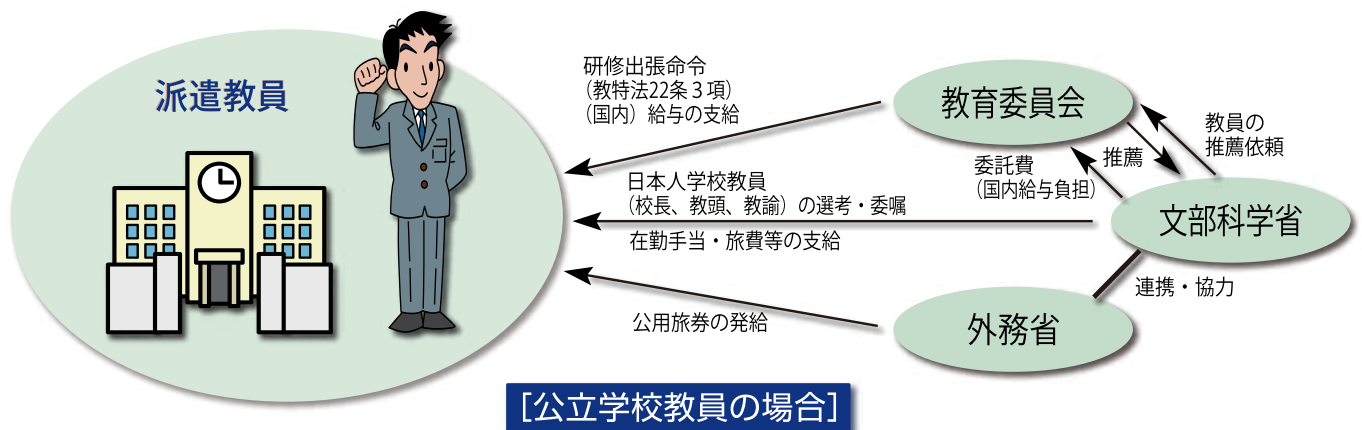 派遣教員
研修出張命令
（教特法22条３項）
（国内）給与の支給
日本人学校教員
（校長、教頭、教諭）の選考・委嘱
在勤手当・旅費等の支給
公用旅券の発給
教育委員会
委託費
（国内給与負担）
推薦
教員の
推薦依頼
文部科学省
連携・協力
外務省
［公立学校教員の場合］